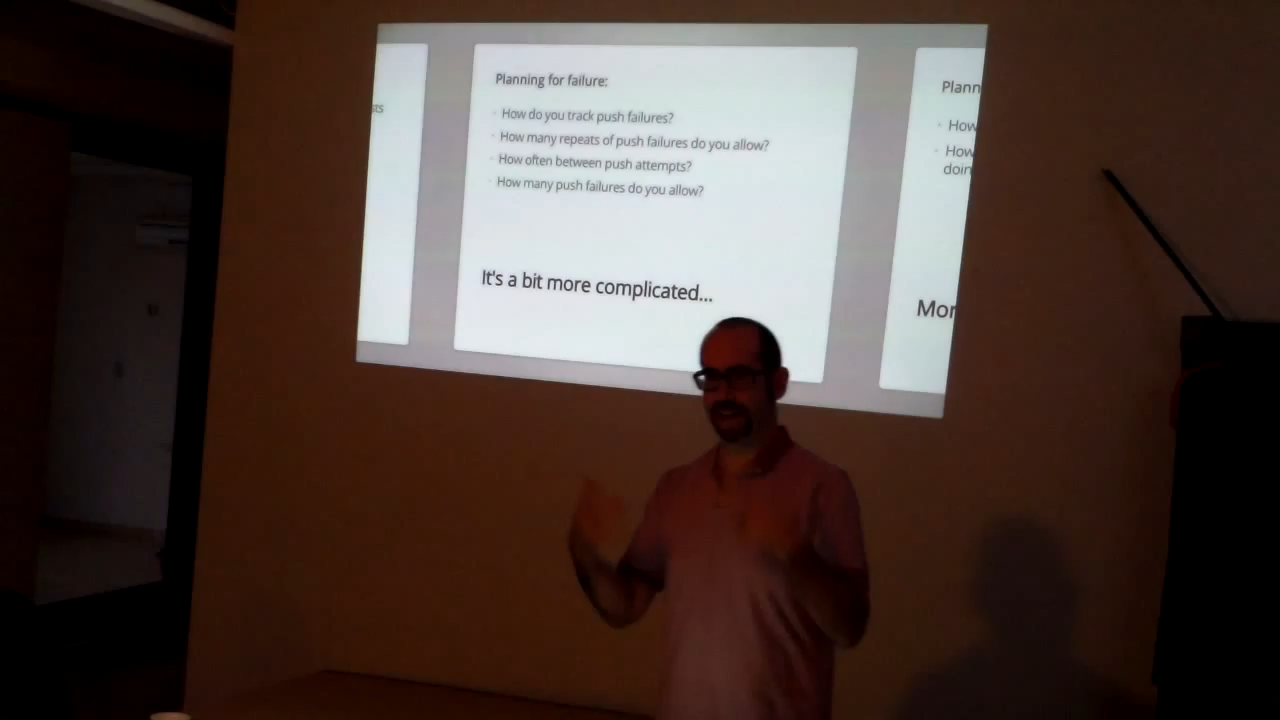 sts
Planning for failure:
How do you track push failures?
How many repeats of push failures do you allow?
How often between push attempts?
How many push failures do you allow?
It's a bit more complicated...
Plann
How
How
doin
Mor